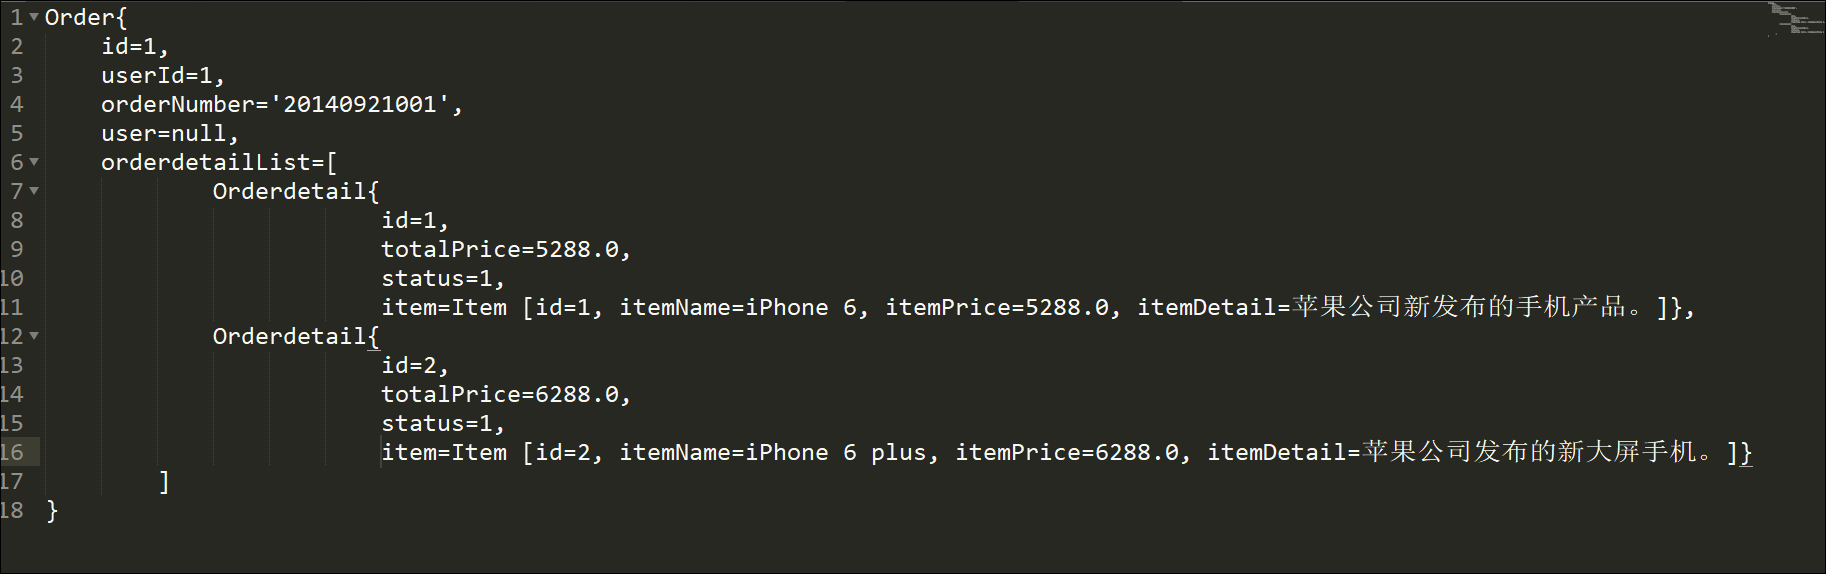 1 Order{
2 id=1,
3 userId=1,
4 orderNumber='20140921001',
5 user=null,
6 orderdetailList=[
7 Orderdetail{
8 id=1,
9 totalPrice=5288.0,
10 status=1,
11 item=Item [id=1, itemName=iPhone 6, itemPrice=5288.0, itemDetail=苹果公司新发布的手机产品。]},
12 Orderdetail{
13 id=2,
14 totalPrice=6288.0,
15 status=1,
16 item=Item [id=2, itemName=iPhone 6 plus, itemPrice=6288.0, itemDetail=苹果公司发布的新大屏手机。]}
17 ]
18 }